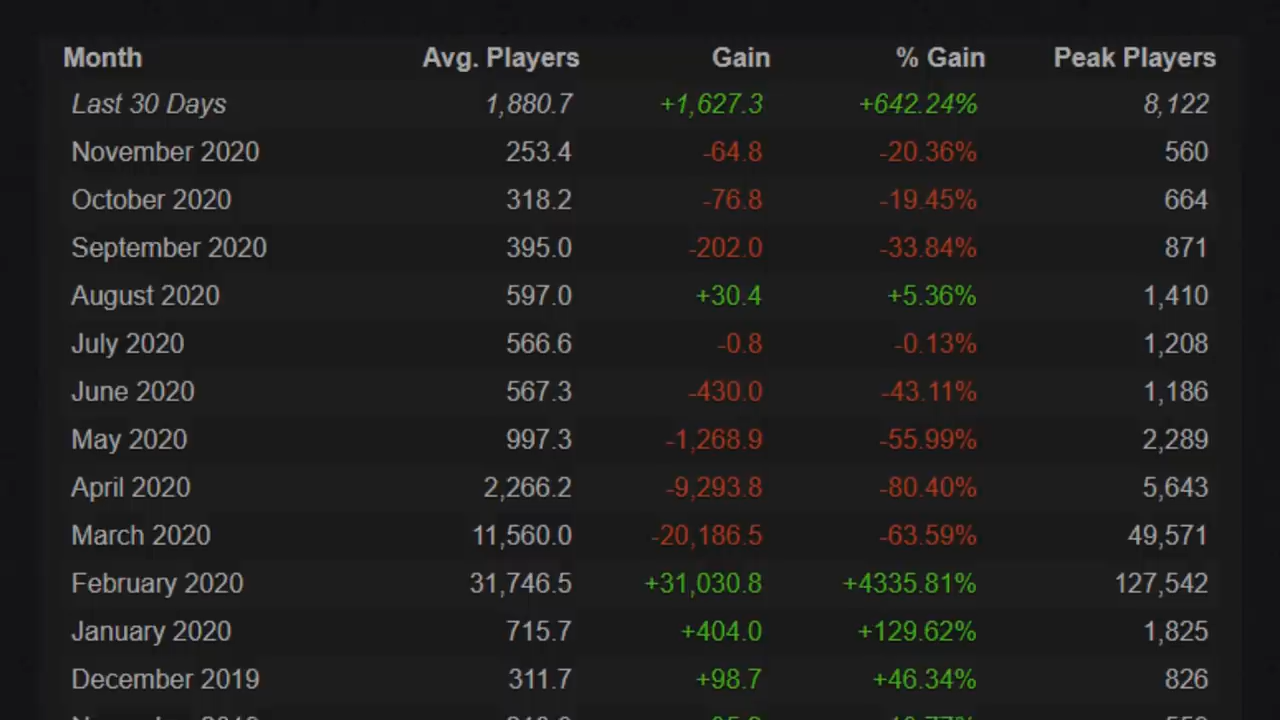 Month Avg. Players Gain % Gain Peak Players
Last 30 Days 1,880.7 +1,627.3 +642.24% 8,122
November 2020 253.4 -64.8 -20.36% 560
October 2020 318.2 -76.8 -19.45% 664
September 2020 395.0 -202.0 -33.84% 871
August 2020 597.0 +30.4 +5.36% 1,410
July 2020 566.6 -0.8 -0.13% 1,208
June 2020 567.3 -430.0 -43.11% 1,186
May 2020 997.3 -1,268.9 -55.99% 2,289
April 2020 2,266.2 -9,293.8 -80.40% 5,643
March 2020 11,560.0 -20,186.5 -63.59% 49,571
February 2020 31,746.5 +31,030.8 +4335.81% 127,542
January 2020 715.7 +404.0 +129.62% 1,825
December 2019 311.7 +98.7 +46.34% 826